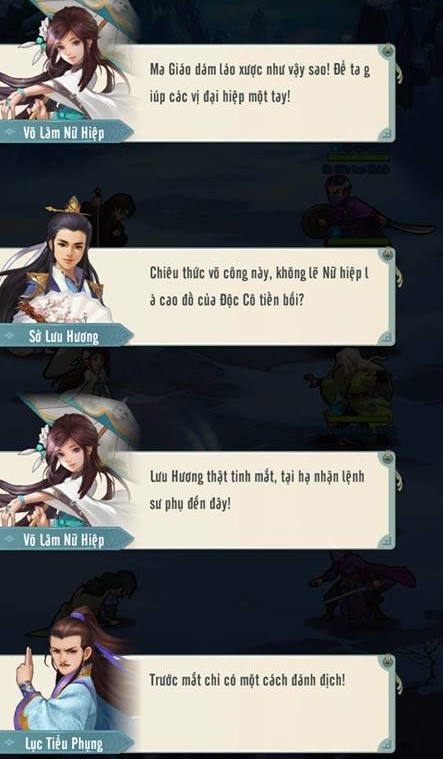 Ma Giáo dám láo xược như vậy sao! Để ta g
iúp các vị đại hiệp một tay!
Võ Lâm Nữ Hiệp
Chiêu thức võ công này, không lẽ Nữ hiệp l
à cao đồ của Độc Cô tiền bối?
Sở Lưu Hương
Lưu Hương thật tinh mắt, tại hạ nhận lệnh
sư phụ đến đây!
Võ Lâm Nữ Hiệp
Trước mắt chỉ có một cách đánh địch!
Lục Tiểu Phụng